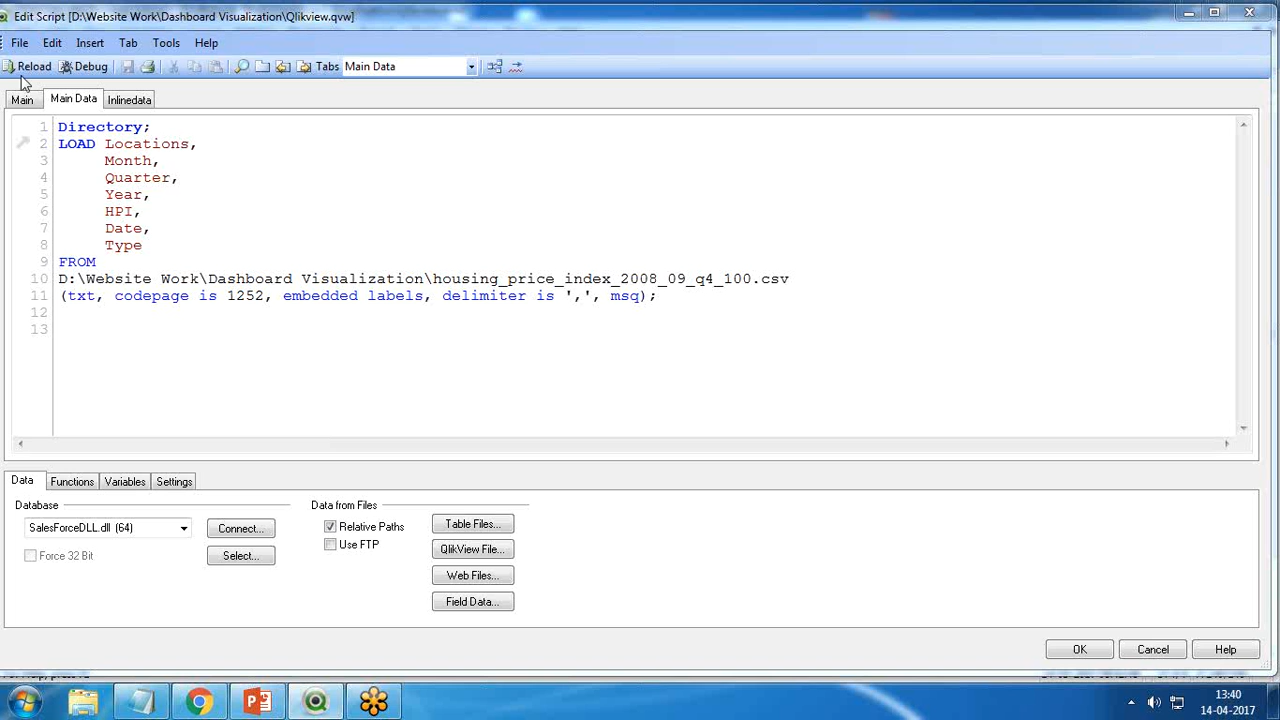 Edit Script [D:\Website Work\Dashboard Visualization\Qlikview.qvw]
File Edit Insert Tab Tools Help
Reload Debug Tabs Main Data
Main Main Data Inlinedata
1 Directory;
2 LOAD Locations,
3 Month,
4 Quarter,
5 Year,
6 HPI,
7 Date,
8 Type
9 FROM
10 D:\Website Work\Dashboard Visualization\housing_price_index_2008_09_q4_100.csv
11 (txt, codepage is 1252, embedded labels, delimiter is ',', msq);
12
13
Data Functions Variables Settings
Database Data from Files
SalesForceDLL.dll (64) Connect... Relative Paths Table Files...
Force 32 Bit Select... Use FTP QlikView File...
Web Files...
Field Data...
OK Cancel Help
13:40
14-04-2017